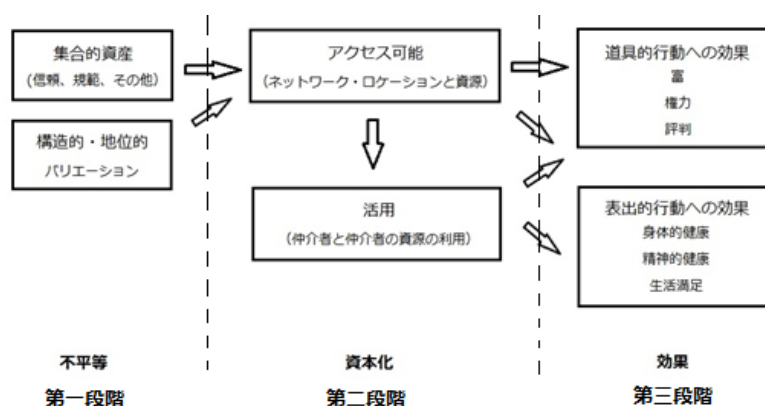 集合的資産
(信頼、規範、その他)
構造的・地位的
バリエーション
アクセス可能
(ネットワーク・ロケーションと資源)
活用
(仲介者と仲介者の資源の利用)
道具的行動への効果
富
権力
評判
表出的行動への効果
身体的健康
精神的健康
生活満足
不平等
資本化
効果
第一段階
第二段階
第三段階